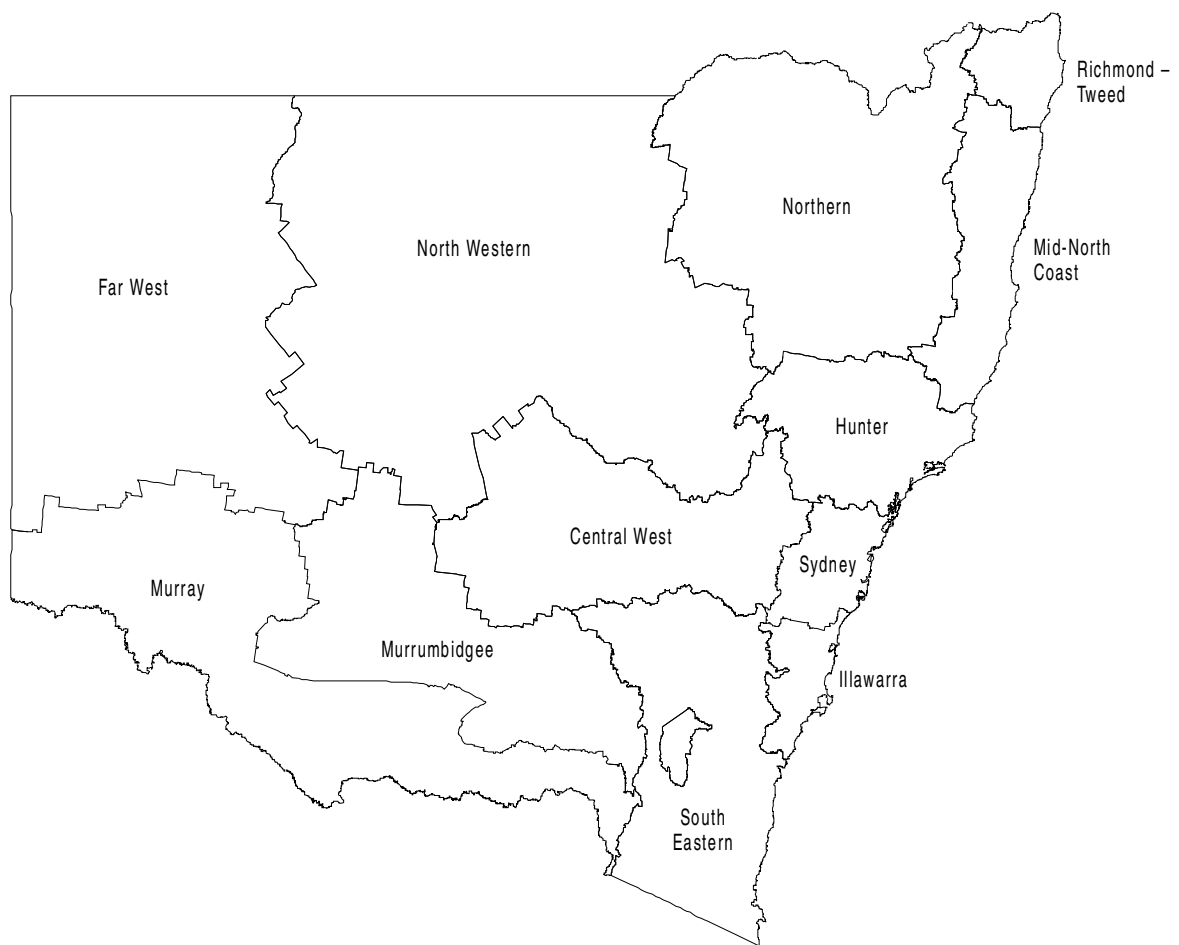 Richmond –
Tweed
Northern
North Western
Mid-North
Coast
Far West
Hunter
Central West
Sydney
Murray
Murrumbidgee
Illawarra
South
Eastern